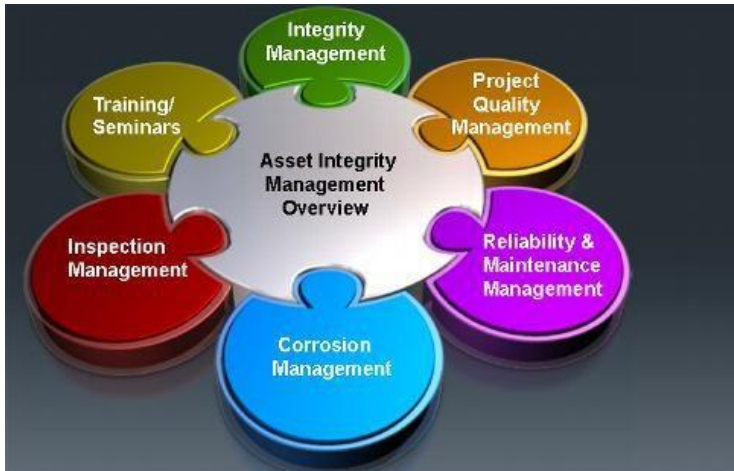 Integrity
Management
Project
Quality
Management
Training/
Seminars
Asset Integrity
Management
Overview
Inspection
Management
Reliability &
Maintenance
Management
Corrosion
Management